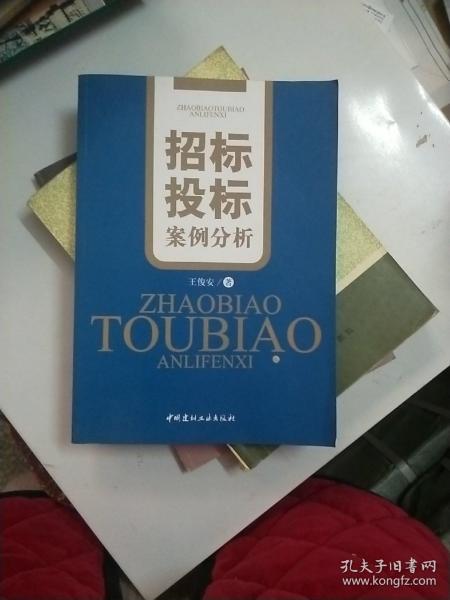 ZHAOBIAOTOUBIAO
ANLIFENXI
招标
投标
案例分析
王俊安/著
ZHAOBIAO
TOUBIAO
ANLIFENXI
中国建材工业出版社
孔夫子旧书网
www.kongfz.com